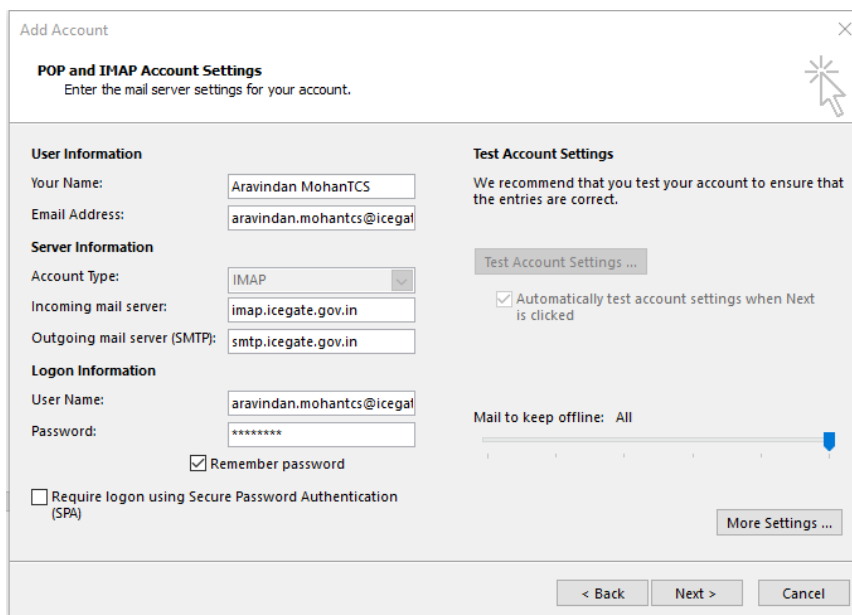 Add Account
POP and IMAP Account Settings
Enter the mail server settings for your account.
User Information
Your Name:
Aravindan MohanTCS
Email Address:
aravindan.mohantcs@icegat
Server Information
Account Type:
IMAP
Incoming mail server:
imap.icegate.gov.in
Outgoing mail server (SMTP):
smtp.icegate.gov.in
Logon Information
User Name:
aravindan.mohantcs@icegat
Password:
********
Remember password
Require logon using Secure Password Authentication
(SPA)
Test Account Settings
We recommend that you test your account to ensure that
the entries are correct.
Test Account Settings ...
Automatically test account settings when Next
is clicked
Mail to keep offline: All
More Settings ...
< Back
Next >
Cancel